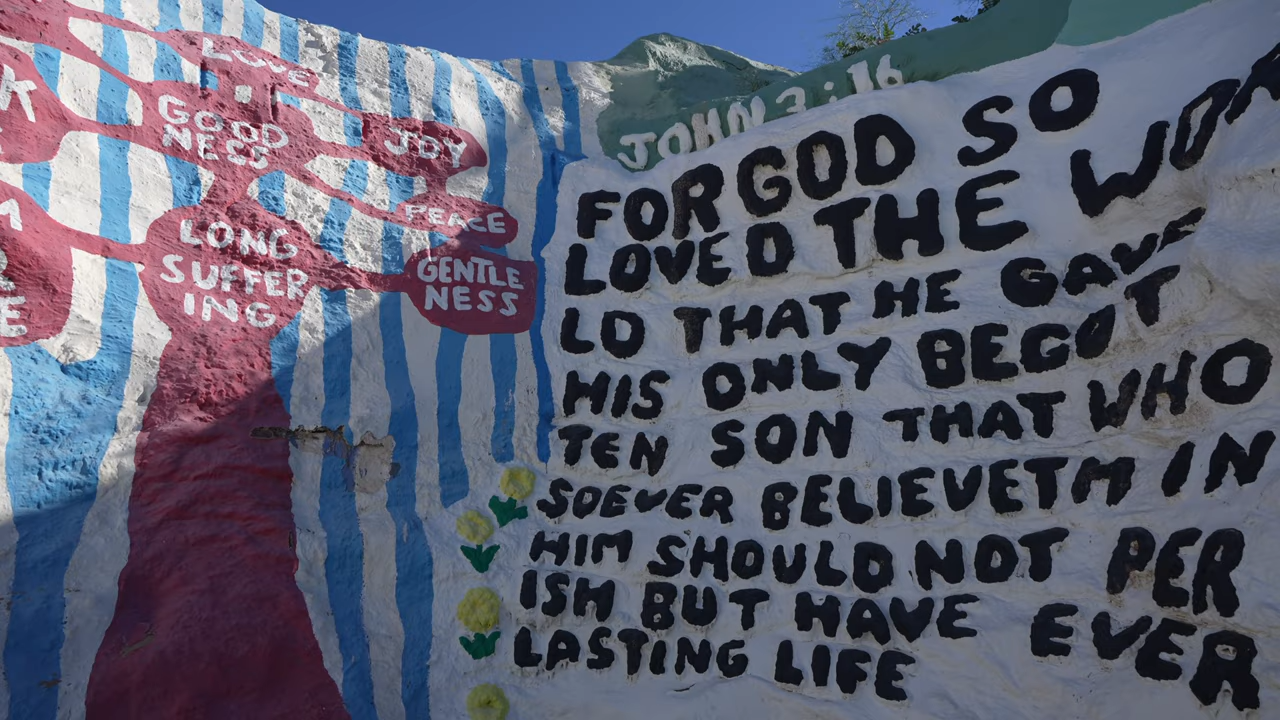 LOVE
GOOD
NESS
JOY
PEACE
LONG
SUFFER
ING
GENTLE
NESS
JOHN 3:16
FOR GOD SO
LOVED THE WOR
LD THAT HE GAVE
HIS ONLY BEGOT
TEN SON THAT WHO
SOEVER BELIEVETH IN
HIM SHOULD NOT PER
ISH BUT HAVE EVER
LASTING LIFE